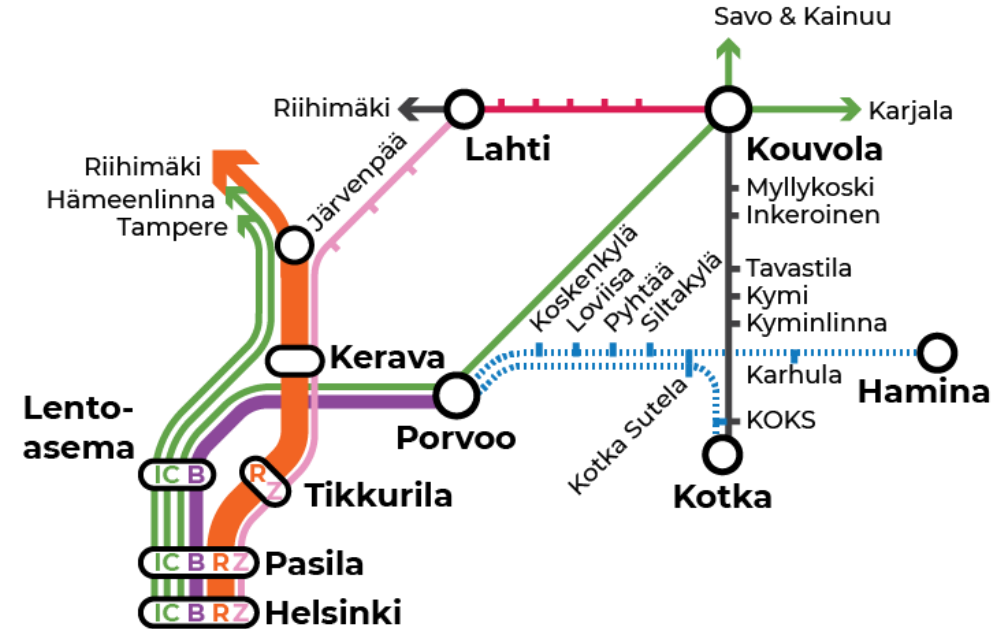 Savo & Kainuu
Riihimäki
Karjala
Lahti
Kouvola
Riihimäki
Hämeenlinna
Tampere
Järvenpää
Myllykoski
Inkeroinen
Tavastila
Kymi
Kyminlinna
Koskenkylä
Loviisa
Pyhtää
Siltakylä
Kerava
Karhula
Hamina
Lento-
asema
Porvoo
Kotka Sutela
KOKS
IC B
R
Z
Tikkurila
Kotka
IC B R Z Pasila
IC B R Z Helsinki